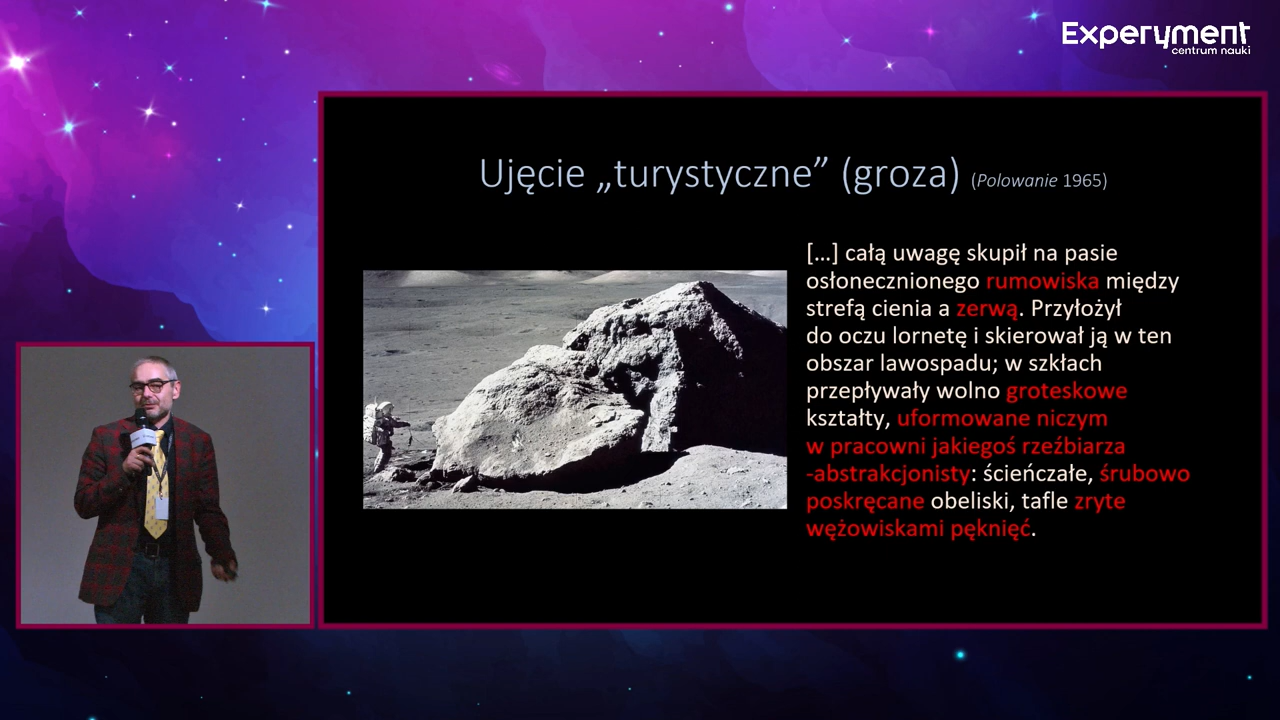 Experyment
centrum nauki
Ujęcie „turystyczne” (groza) (Polowanie 1965)
[…] całą uwagę skupił na pasie
osłonecznionego rumowiska między
strefą cienia a zerwą. Przyłożył
do oczu lornetę i skierował ją w ten
obszar lawospadu; w szkłach
przepływały wolno groteskowe
kształty, uformowane niczym
w pracowni jakiegoś rzeźbiarza
-abstrakcjonisty: ścieńczałe, śrubowo
poskręcane obeliski, tafle zryte
wężowiskami pęknięć.